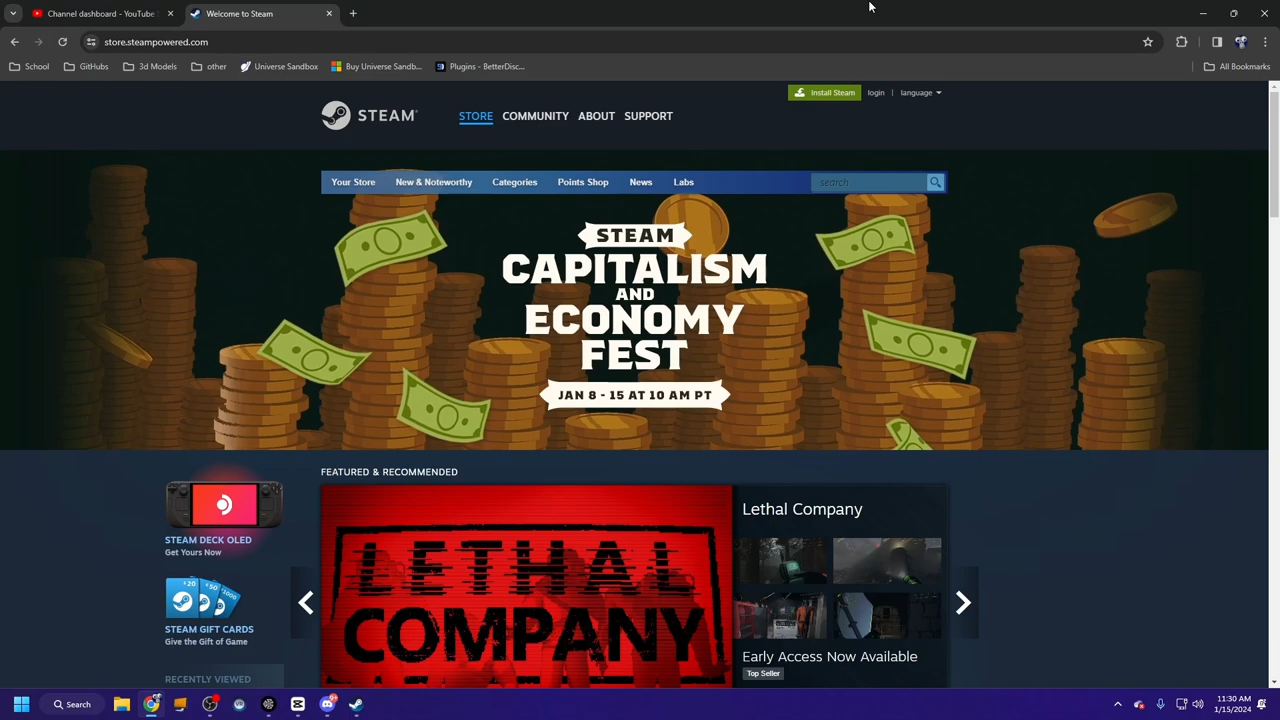 Channel dashboard - YouTube
Welcome to Steam
store.steampowered.com
School
GitHubs
3d Models
other
Universe Sandbox
Buy Universe Sandb...
Plugins - BetterDisc...
All Bookmarks
Install Steam
login
language
STEAM
STORE
COMMUNITY
ABOUT
SUPPORT
Your Store
New & Noteworthy
Categories
Points Shop
News
Labs
search
STEAM
CAPITALISM
AND
ECONOMY
FEST
JAN 8 - 15 AT 10 AM PT
FEATURED & RECOMMENDED
STEAM DECK OLED
Get Yours Now
$20
$50
STEAM GIFT CARDS
Give the Gift of Game
RECENTLY VIEWED
LETHAL
COMPANY
Lethal Company
Early Access Now Available
Top Seller
Search
11:30 AM
1/15/2024